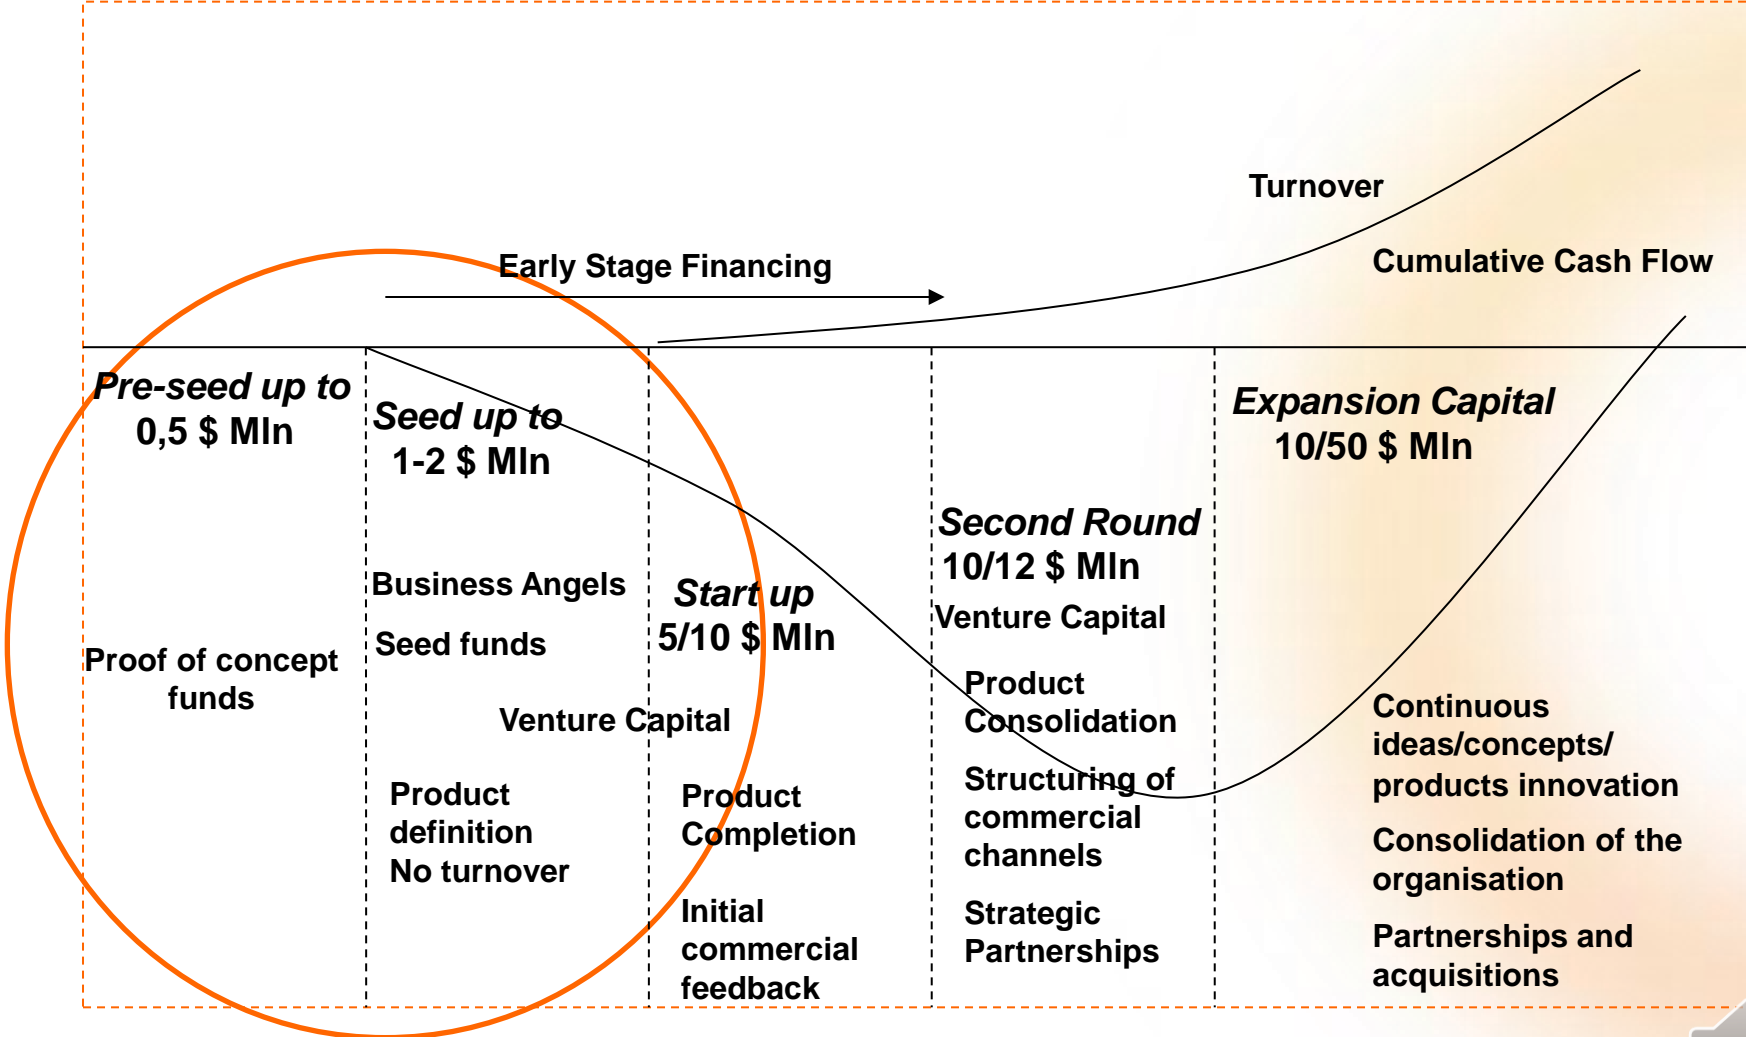 Turnover
Cumulative Cash Flow
Early Stage Financing
Pre-seed up to
0,5 $ Mln
Proof of concept
funds
Seed up to
1-2 $ Mln
Business Angels
Seed funds
Venture Capital
Product
definition
No turnover
Start up
5/10 $ Mln
Product
Completion
Initial
commercial
feedback
Second Round
10/12 $ Mln
Venture Capital
Product
Consolidation
Structuring of
commercial
channels
Strategic
Partnerships
Expansion Capital
10/50 $ Mln
Continuous
ideas/concepts/
products innovation
Consolidation of the
organisation
Partnerships and
acquisitions